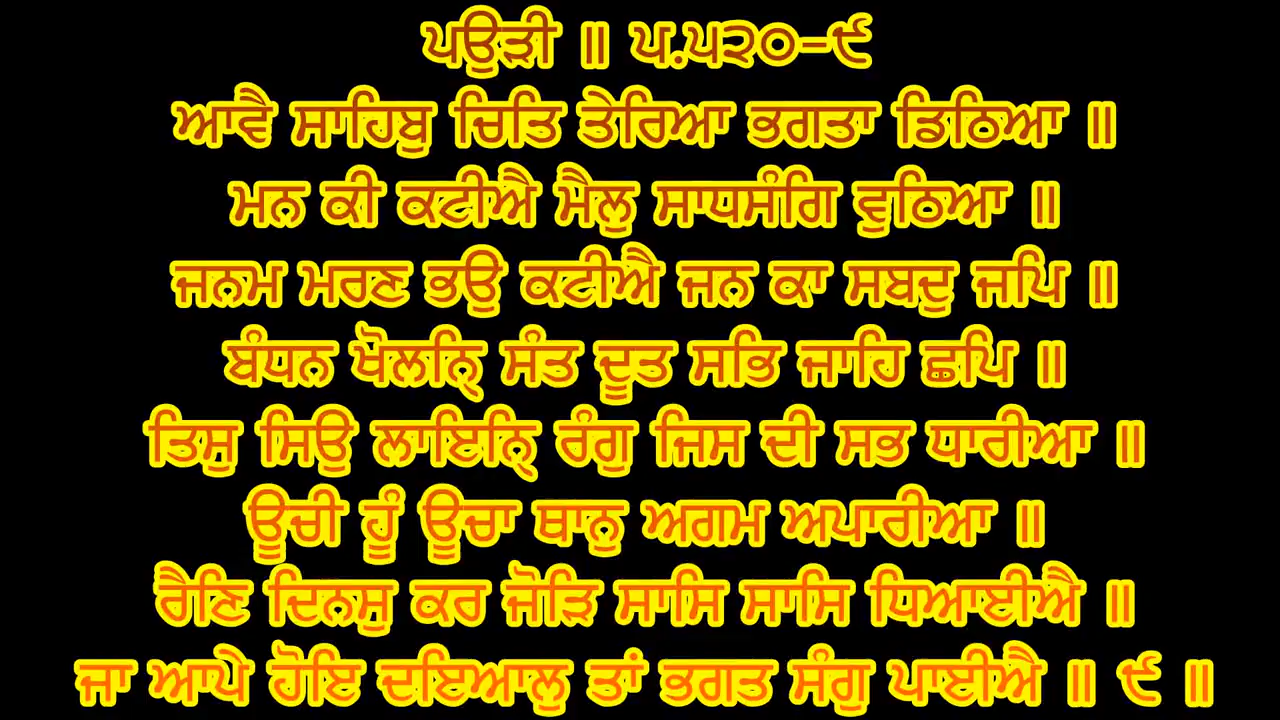 ਪਉੜੀ ॥ ਪ.ਪ੨੦-੯
ਆਵੈ ਸਾਹਿਬੁ ਚਿਤਿ ਤੇਰਿਆ ਭਗਤਾ ਡਿਠਿਆ ॥
ਮਨ ਕੀ ਕਟੀਐ ਮੈਲੁ ਸਾਧਸੰਗਿ ਵੁਠਿਆ ॥
ਜਨਮ ਮਰਣ ਭਉ ਕਟੀਐ ਜਨ ਕਾ ਸਬਦੁ ਜਪਿ ॥
ਬੰਧਨ ਖੋਲਨ੍ਹਿ ਸੰਤ ਦੂਤ ਸਭਿ ਜਾਹਿ ਛਪਿ ॥
ਤਿਸੁ ਸਿਉ ਲਾਇਨ੍ਹਿ ਰੰਗੁ ਜਿਸ ਦੀ ਸਭ ਧਾਰੀਆ ॥
ਊਚੀ ਹੂੰ ਊਚਾ ਥਾਨੁ ਅਗਮ ਅਪਾਰੀਆ ॥
ਰੈਣਿ ਦਿਨਸੁ ਕਰ ਜੋੜਿ ਸਾਸਿ ਸਾਸਿ ਧਿਆਈਐ ॥
ਜਾ ਆਪੇ ਹੋਇ ਦਇਆਲੁ ਤਾਂ ਭਗਤ ਸੰਗੁ ਪਾਈਐ ॥ ੯ ॥